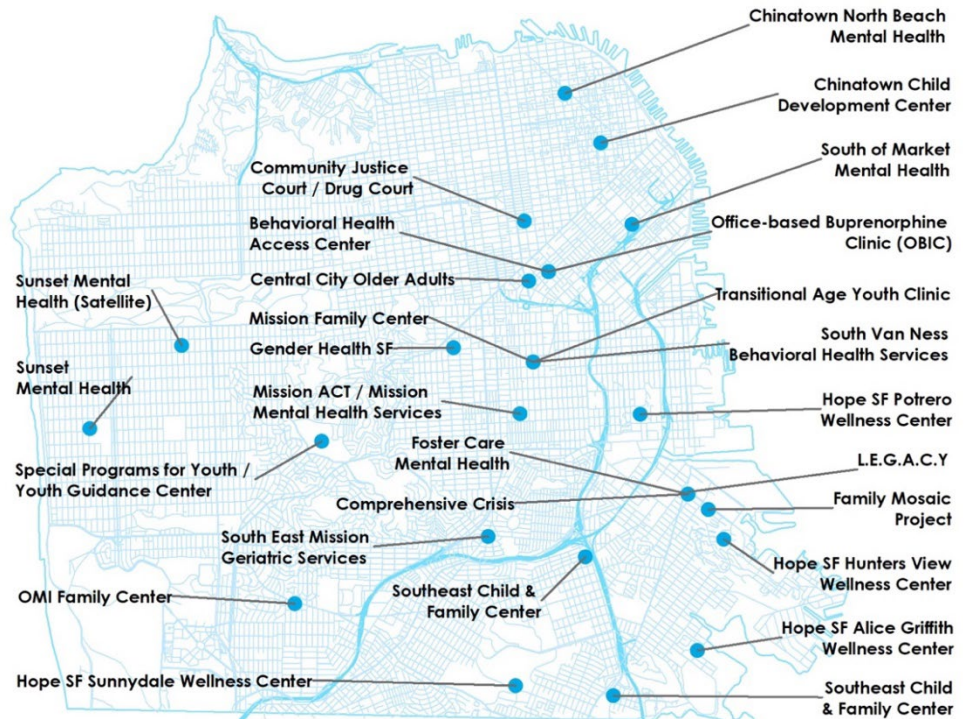 Chinatown North Beach
Mental Health
Chinatown Child
Development Center
Community Justice
Court / Drug Court
South of Market
Mental Health
Behavioral Health
Access Center
Office-based Buprenorphine
Clinic (OBIC)
Central City Older Adults
Sunset Mental
Health (Satellite)
Transitional Age Youth Clinic
Mission Family Center
Gender Health SF
South Van Ness
Behavioral Health Services
Sunset
Mental Health
Mission ACT / Mission
Mental Health Services
Hope SF Potrero
Wellness Center
Foster Care
Mental Health
L.E.G.A.C.Y
Special Programs for Youth /
Youth Guidance Center
Comprehensive Crisis
Family Mosaic
Project
South East Mission
Geriatric Services
Hope SF Hunters View
Wellness Center
OMI Family Center
Southeast Child &
Family Center
Hope SF Alice Griffith
Wellness Center
Hope SF Sunnydale Wellness Center
Southeast Child
& Family Center